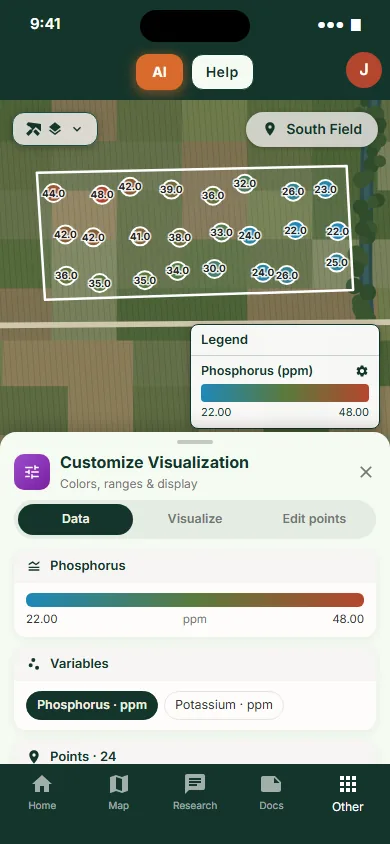 9:41
AI
Help
J
South Field
44.0
48.0
42.0
39.0
36.0
32.0
26.0
23.0
42.0
42.0
41.0
38.0
33.0
24.0
22.0
22.0
36.0
35.0
35.0
34.0
30.0
24.0
26.0
25.0
Legend
Phosphorus (ppm)
22.00 48.00
Customize Visualization
Colors, ranges & display
Data Visualize Edit points
Phosphorus
22.00 ppm 48.00
Variables
Phosphorus · ppm Potassium · ppm
Points · 24
Home Map Research Docs Other